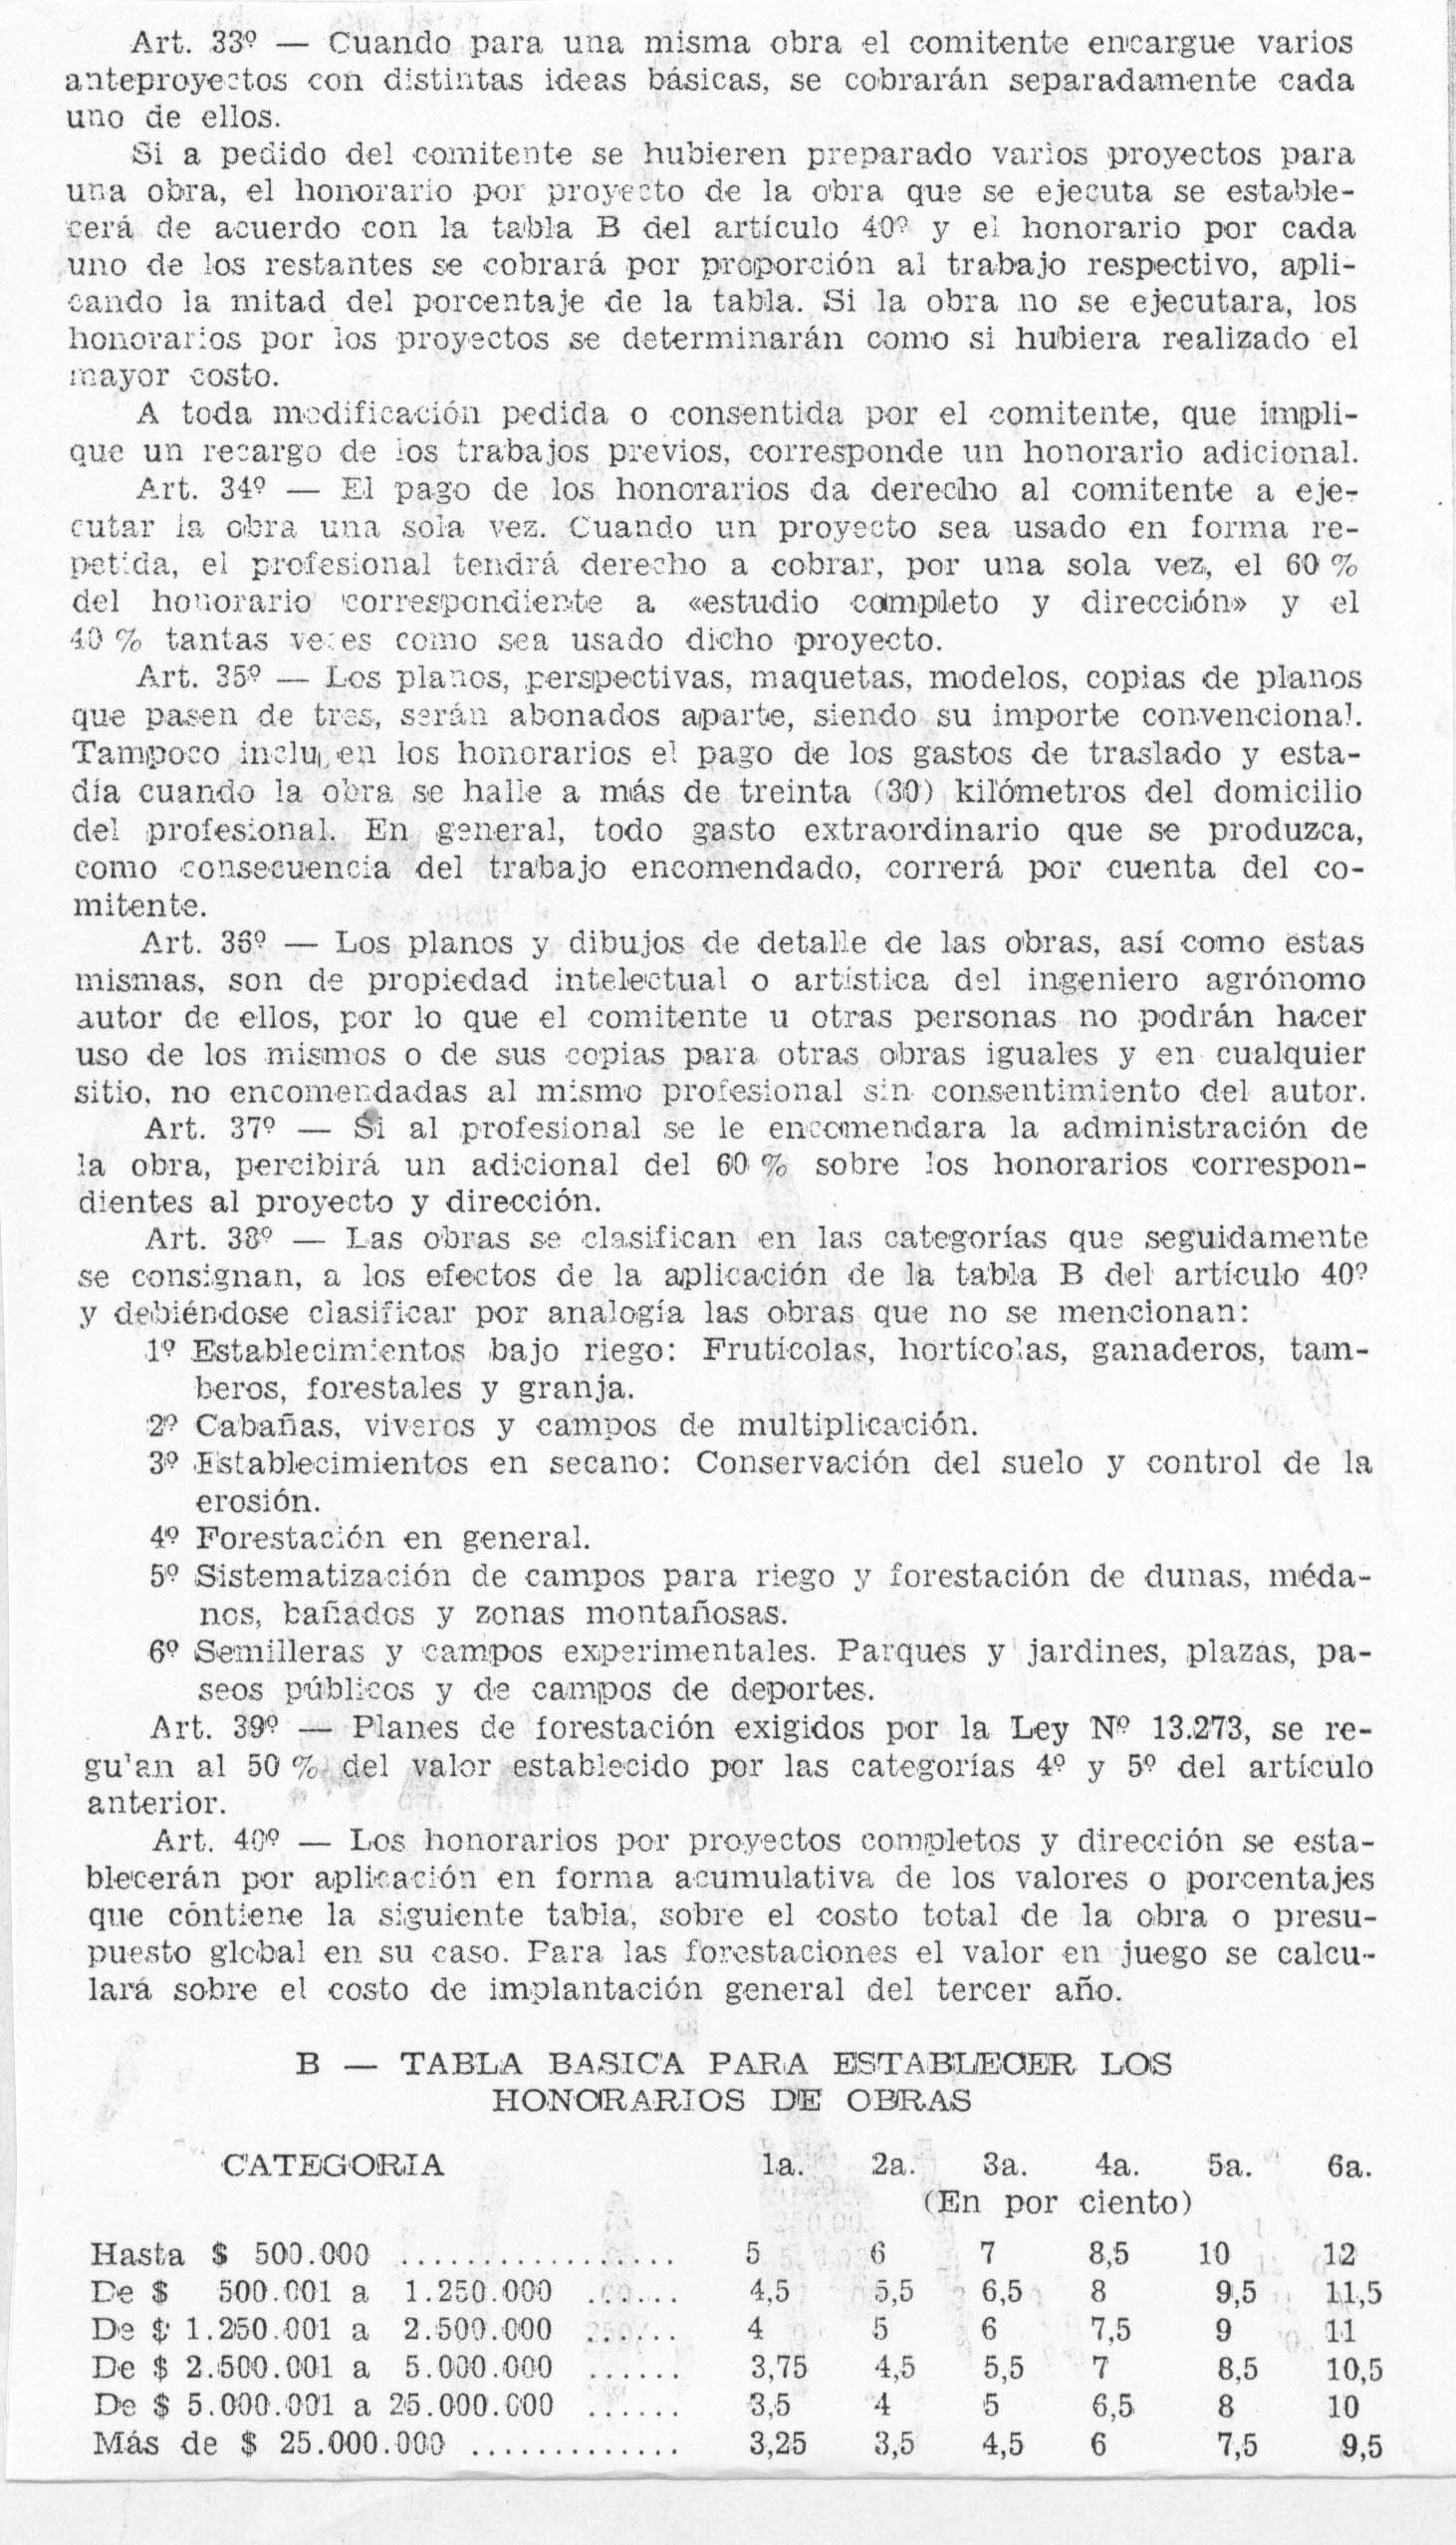 Art. 33º — Cuando para una misma obra el comitente encargue varios
anteproyectos con distintas ideas básicas, se cobrarán separadamente cada
uno de ellos.
Si a pedido del comitente se hubieren preparado varios proyectos para
una obra, el honorario por proyecto de la obra que se ejecuta se estable-
cerá de acuerdo con la tabla B del artículo 40º y el honorario por cada
uno de los restantes se cobrará por proporción al trabajo respectivo, apli-
cando la mitad del porcentaje de la tabla. Si la obra no se ejecutara, los
honorarios por los proyectos se determinarán como si hubiera realizado el
mayor costo.
A toda modificación pedida o consentida por el comitente, que impli-
que un recargo de los trabajos previos, corresponde un honorario adicional.
Art. 34º — El pago de los honorarios da derecho al comitente a eje-
cutar la obra una sola vez. Cuando un proyecto sea usado en forma re-
petida, el profesional tendrá derecho a cobrar, por una sola vez, el 60 %
del honorario correspondiente a «estudio completo y dirección» y el
40 % tantas veces como sea usado dicho proyecto.
Art. 35º — Los planos, perspectivas, maquetas, modelos, copias de planos
que pasen de tres, serán abonados aparte, siendo su importe convencional.
Tampoco incluyen los honorarios el pago de los gastos de traslado y esta-
día cuando la obra se halle a más de treinta (30) kilómetros del domicilio
del profesional. En general, todo gasto extraordinario que se produzca,
como consecuencia del trabajo encomendado, correrá por cuenta del co-
mitente.
Art. 36º — Los planos y dibujos de detalle de las obras, así como éstas
mismas, son de propiedad intelectual o artística del ingeniero agrónomo
autor de ellos, por lo que el comitente u otras personas no podrán hacer
uso de los mismos o de sus copias para otras obras iguales y en cualquier
sitio, no encomendadas al mismo profesional sin consentimiento del autor.
Art. 37º — Si al profesional se le encomendara la administración de
la obra, percibirá un adicional del 60 % sobre los honorarios correspon-
dientes al proyecto y dirección.
Art. 38º — Las obras se clasifican en las categorías que seguidamente
se consignan, a los efectos de la aplicación de la tabla B del artículo 40º
y debiéndose clasificar por analogía las obras que no se mencionan:
1º Establecimientos bajo riego: Frutícolas, hortícolas, ganaderos, tam-
beros, forestales y granja.
2º Cabañas, viveros y campos de multiplicación.
3º Establecimientos en secano: Conservación del suelo y control de la
erosión.
4º Forestación en general.
5º Sistematización de campos para riego y forestación de dunas, méda-
nos, bañados y zonas montañosas.
6º Semilleras y campos experimentales. Parques y jardines, plazas, pa-
seos públicos y de campos de deportes.
Art. 39º — Planes de forestación exigidos por la Ley Nº 13.273, se re-
gulan al 50 % del valor establecido por las categorías 4º y 5º del artículo
anterior.
Art. 40º — Los honorarios por proyectos completos y dirección se esta-
blecerán por aplicación en forma acumulativa de los valores o porcentajes
que cóntiene la siguiente tabla, sobre el costo total de la obra o presu-
puesto global en su caso. Para las forestaciones el valor en juego se calcu-
lará sobre el costo de implantación general del tercer año.
B — TABLA BASICA PARA ESTABLECER LOS
HONORARIOS DE OBRAS
CATEGORIA 1a. 2a. 3a. 4a. 5a. 6a.
(En por ciento)
Hasta $ 500.000 ................. 5 6 7 8,5 10 12
De $ 500.001 a 1.250.000 ...... 4,5 5,5 6,5 8 9,5 11,5
De $ 1.250.001 a 2.500.000 ...... 4 5 6 7,5 9 11
De $ 2.500.001 a 5.000.000 ...... 3,75 4,5 5,5 7 8,5 10,5
De $ 5.000.001 a 25.000.000 ...... 3,5 4 5 6,5 8 10
Más de $ 25.000.000 ............. 3,25 3,5 4,5 6 7,5 9,5